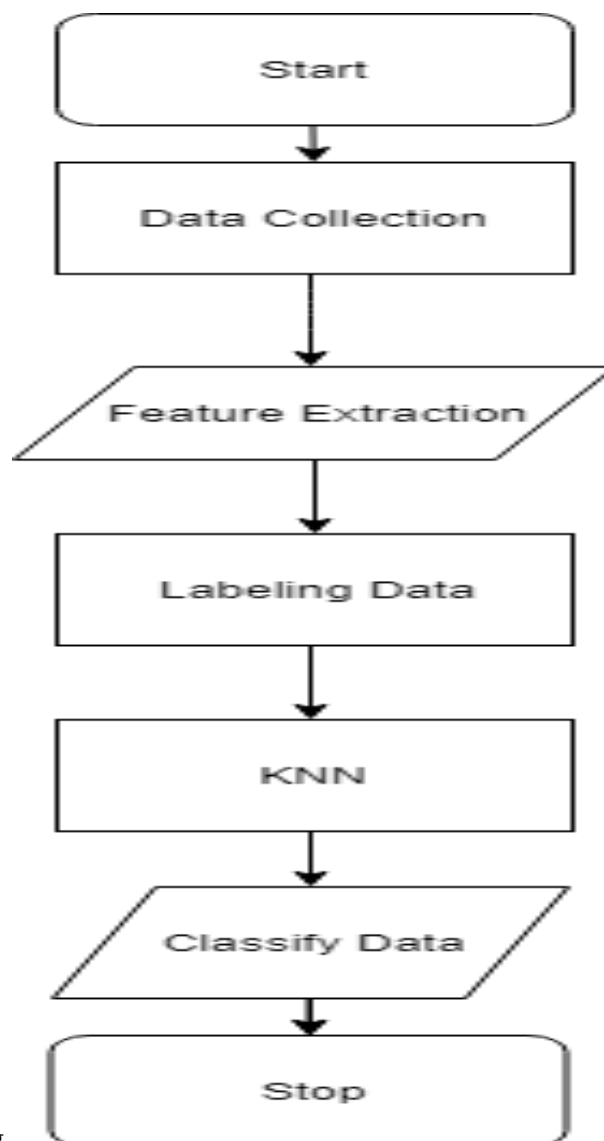 Start
Data Collection
Feature Extraction
Labeling Data
KNN
Classify Data
Stop